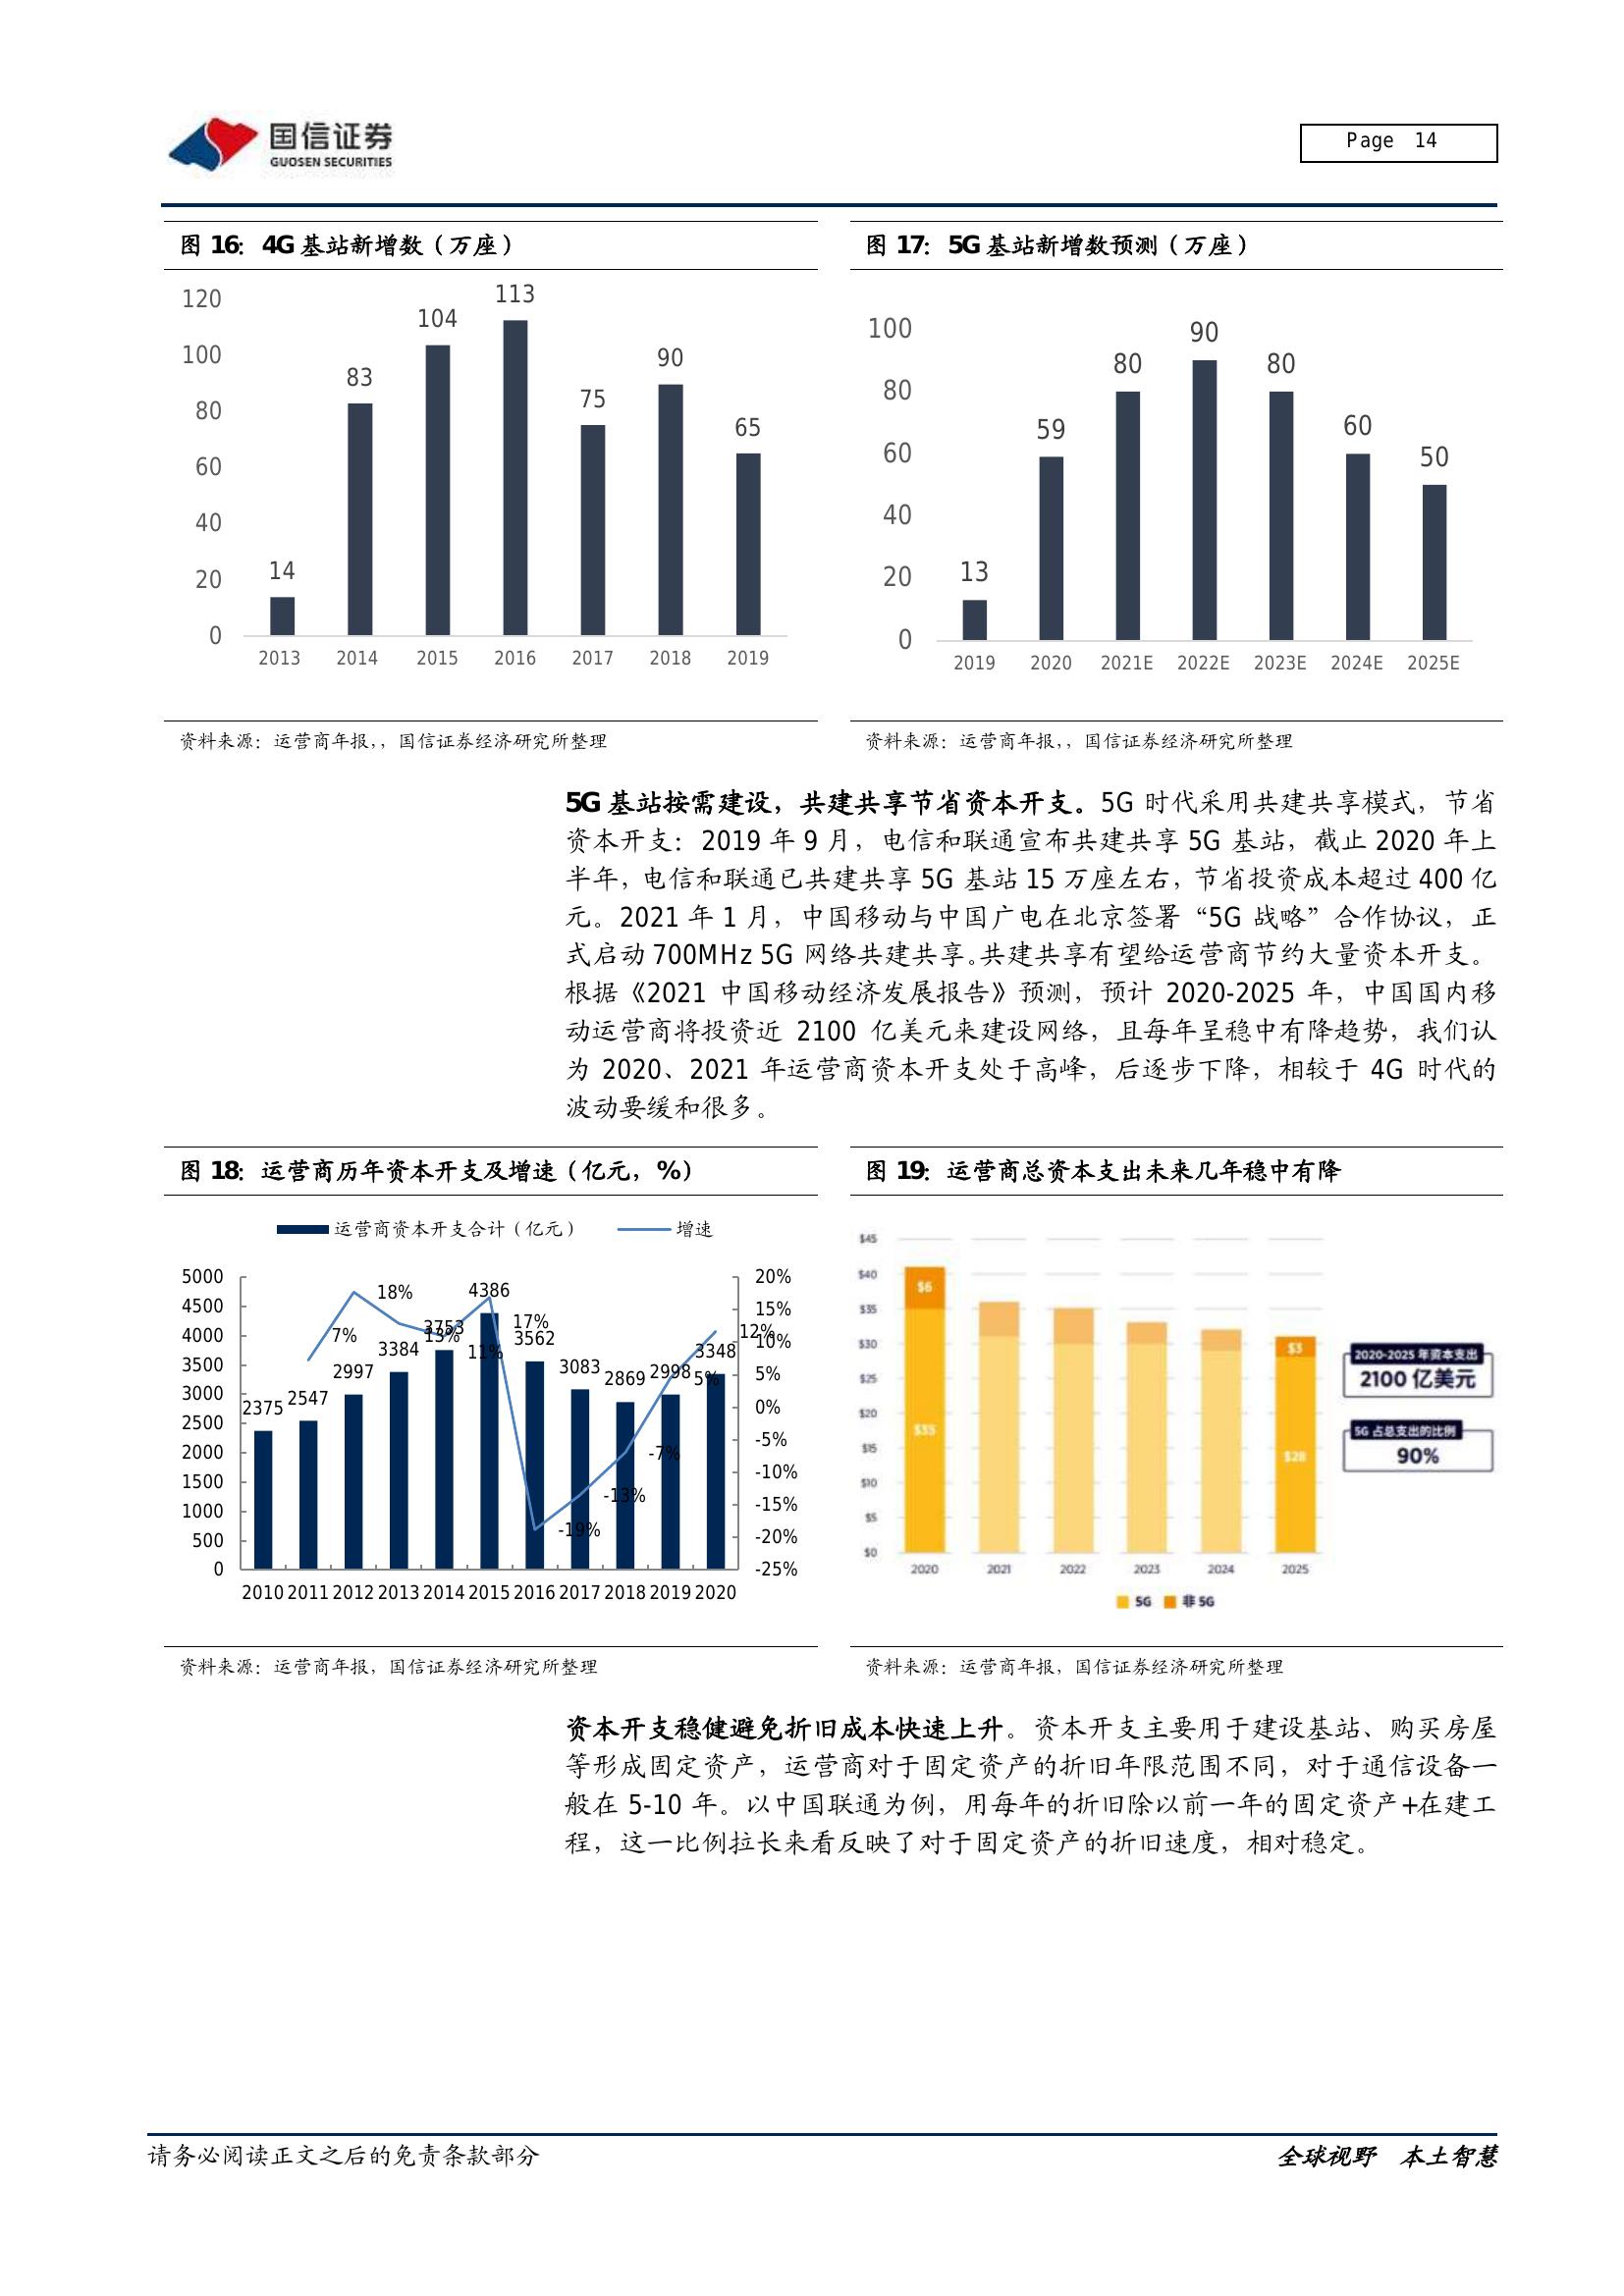 国信证券
GUOSEN SECURITIES
Page 14
图 16：4G 基站新增数（万座）
120
100
80
60
40
20
0
14
83
104
113
75
90
65
2013 2014 2015 2016 2017 2018 2019
资料来源：运营商年报，，国信证券经济研究所整理
图 17：5G 基站新增数预测（万座）
100
80
60
40
20
0
13
59
80
90
80
60
50
2019 2020 2021E 2022E 2023E 2024E 2025E
资料来源：运营商年报，，国信证券经济研究所整理
5G 基站按需建设，共建共享节省资本开支。5G 时代采用共建共享模式，节省
资本开支：2019 年 9 月，电信和联通宣布共建共享 5G 基站，截止 2020 年上
半年，电信和联通已共建共享 5G 基站 15 万座左右，节省投资成本超过 400 亿
元。2021 年 1 月，中国移动与中国广电在北京签署“5G 战略”合作协议，正
式启动 700MHz 5G 网络共建共享。共建共享有望给运营商节约大量资本开支。
根据《2021 中国移动经济发展报告》预测，预计 2020-2025 年，中国国内移
动运营商将投资近 2100 亿美元来建设网络，且每年呈稳中有降趋势，我们认
为 2020、2021 年运营商资本开支处于高峰，后逐步下降，相较于 4G 时代的
波动要缓和很多。
图 18：运营商历年资本开支及增速（亿元，%）
运营商资本开支合计（亿元） 增速
5000
4500
4000
3500
3000
2500
2000
1500
1000
500
0
20%
15%
10%
5%
0%
-5%
-10%
-15%
-20%
-25%
2375
2547
2997
3384
3753
4386
3562
3083
2869
2998
3348
7%
18%
13%
11%
17%
-19%
-13%
-7%
5%
12%
2010 2011 2012 2013 2014 2015 2016 2017 2018 2019 2020
资料来源：运营商年报，国信证券经济研究所整理
图 19：运营商总资本支出未来几年稳中有降
$45
$40
$35
$30
$25
$20
$15
$10
$5
$0
$6
$35
$3
$28
2020 2021 2022 2023 2024 2025
5G 非 5G
2020-2025 年资本支出
2100 亿美元
5G 占总支出的比例
90%
资料来源：运营商年报，国信证券经济研究所整理
资本开支稳健避免折旧成本快速上升。资本开支主要用于建设基站、购买房屋
等形成固定资产，运营商对于固定资产的折旧年限范围不同，对于通信设备一
般在 5-10 年。以中国联通为例，用每年的折旧除以前一年的固定资产+在建工
程，这一比例拉长来看反映了对于固定资产的折旧速度，相对稳定。
请务必阅读正文之后的免责条款部分
全球视野 本土智慧